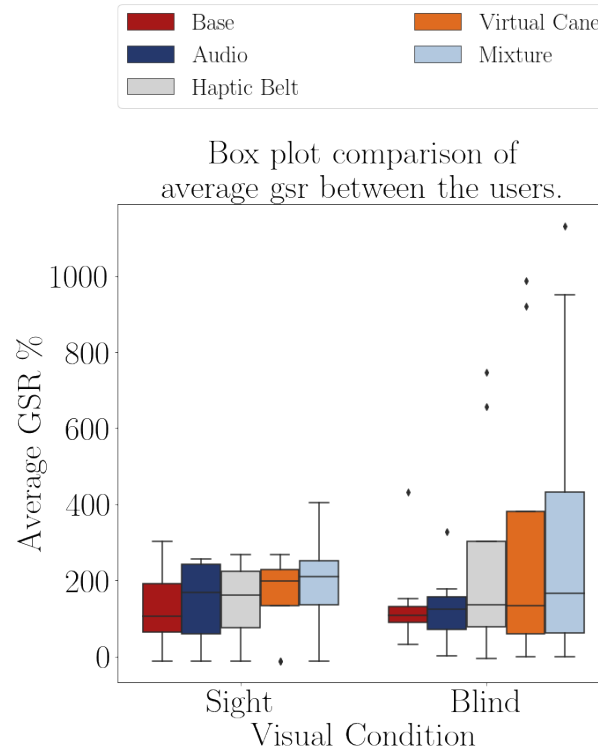 Base
Audio
Haptic Belt
Virtual Cane
Mixture
Box plot comparison of
average gsr between the users.
1000
800
600
400
200
0
Average GSR %
Sight
Blind
Visual Condition